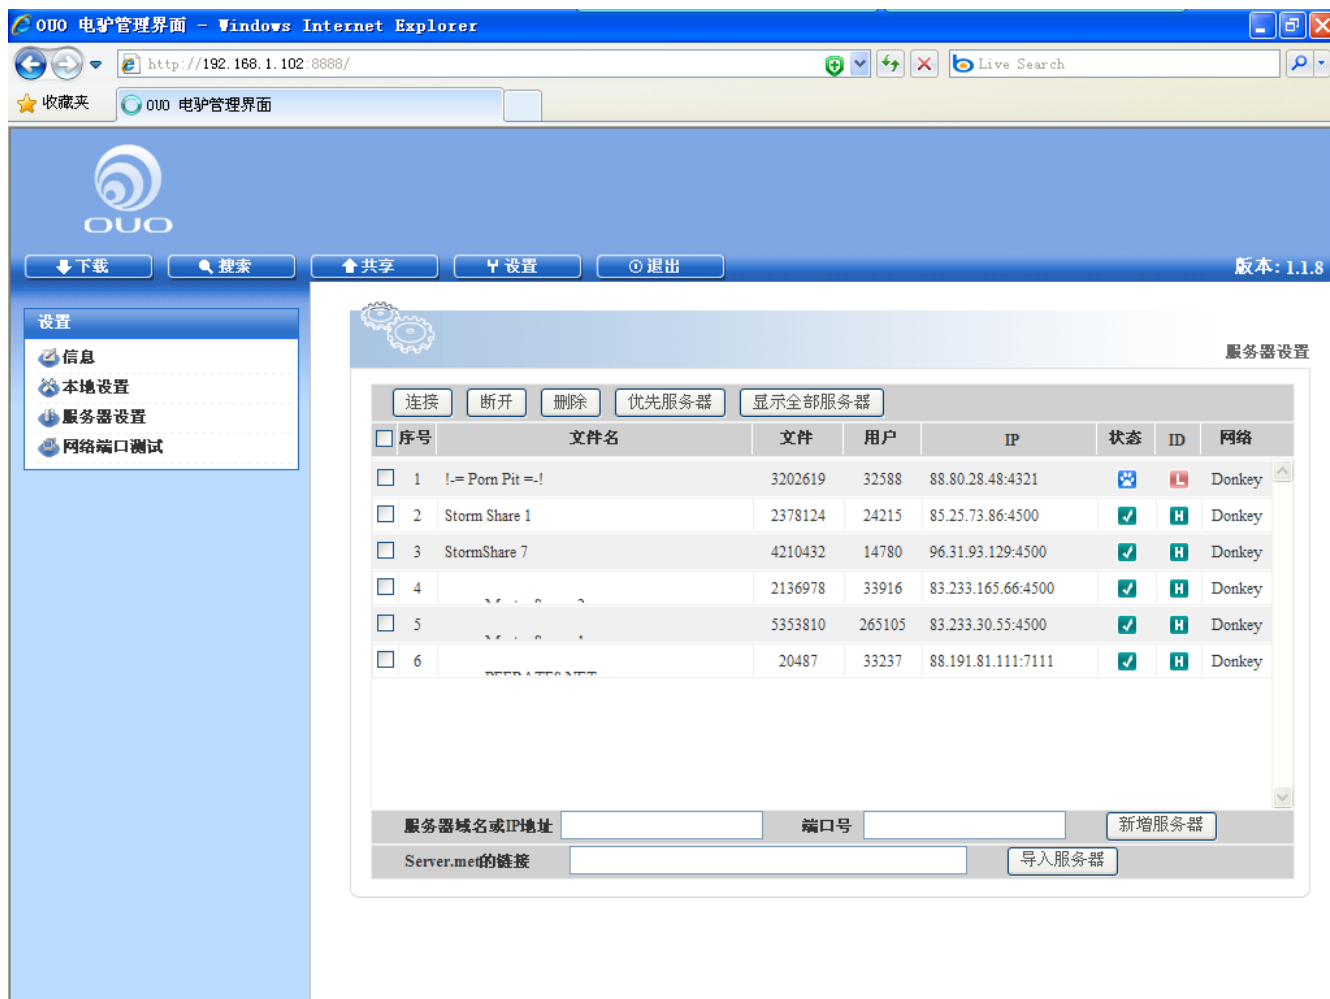 OUO 电驴管理界面 - Windows Internet Explorer
http://192.168.1.102:8888/
Live Search
收藏夹
OUO 电驴管理界面
OUO
下载 搜索 共享 设置 退出 版本: 1.1.8
设置
信息
本地设置
服务器设置
网络端口测试
服务器设置
连接 断开 删除 优先服务器 显示全部服务器
序号 文件名 文件 用户 IP 状态 ID 网络
1 !-= Porn Pit =-! 3202619 32588 88.80.28.48:4321 L Donkey
2 Storm Share 1 2378124 24215 85.25.73.86:4500 H Donkey
3 StormShare 7 4210432 14780 96.31.93.129:4500 H Donkey
4 2136978 33916 83.233.165.66:4500 H Donkey
5 5353810 265105 83.233.30.55:4500 H Donkey
6 20487 33237 88.191.81.111:7111 H Donkey
服务器域名或IP地址 端口号 新增服务器
Server.met的链接 导入服务器